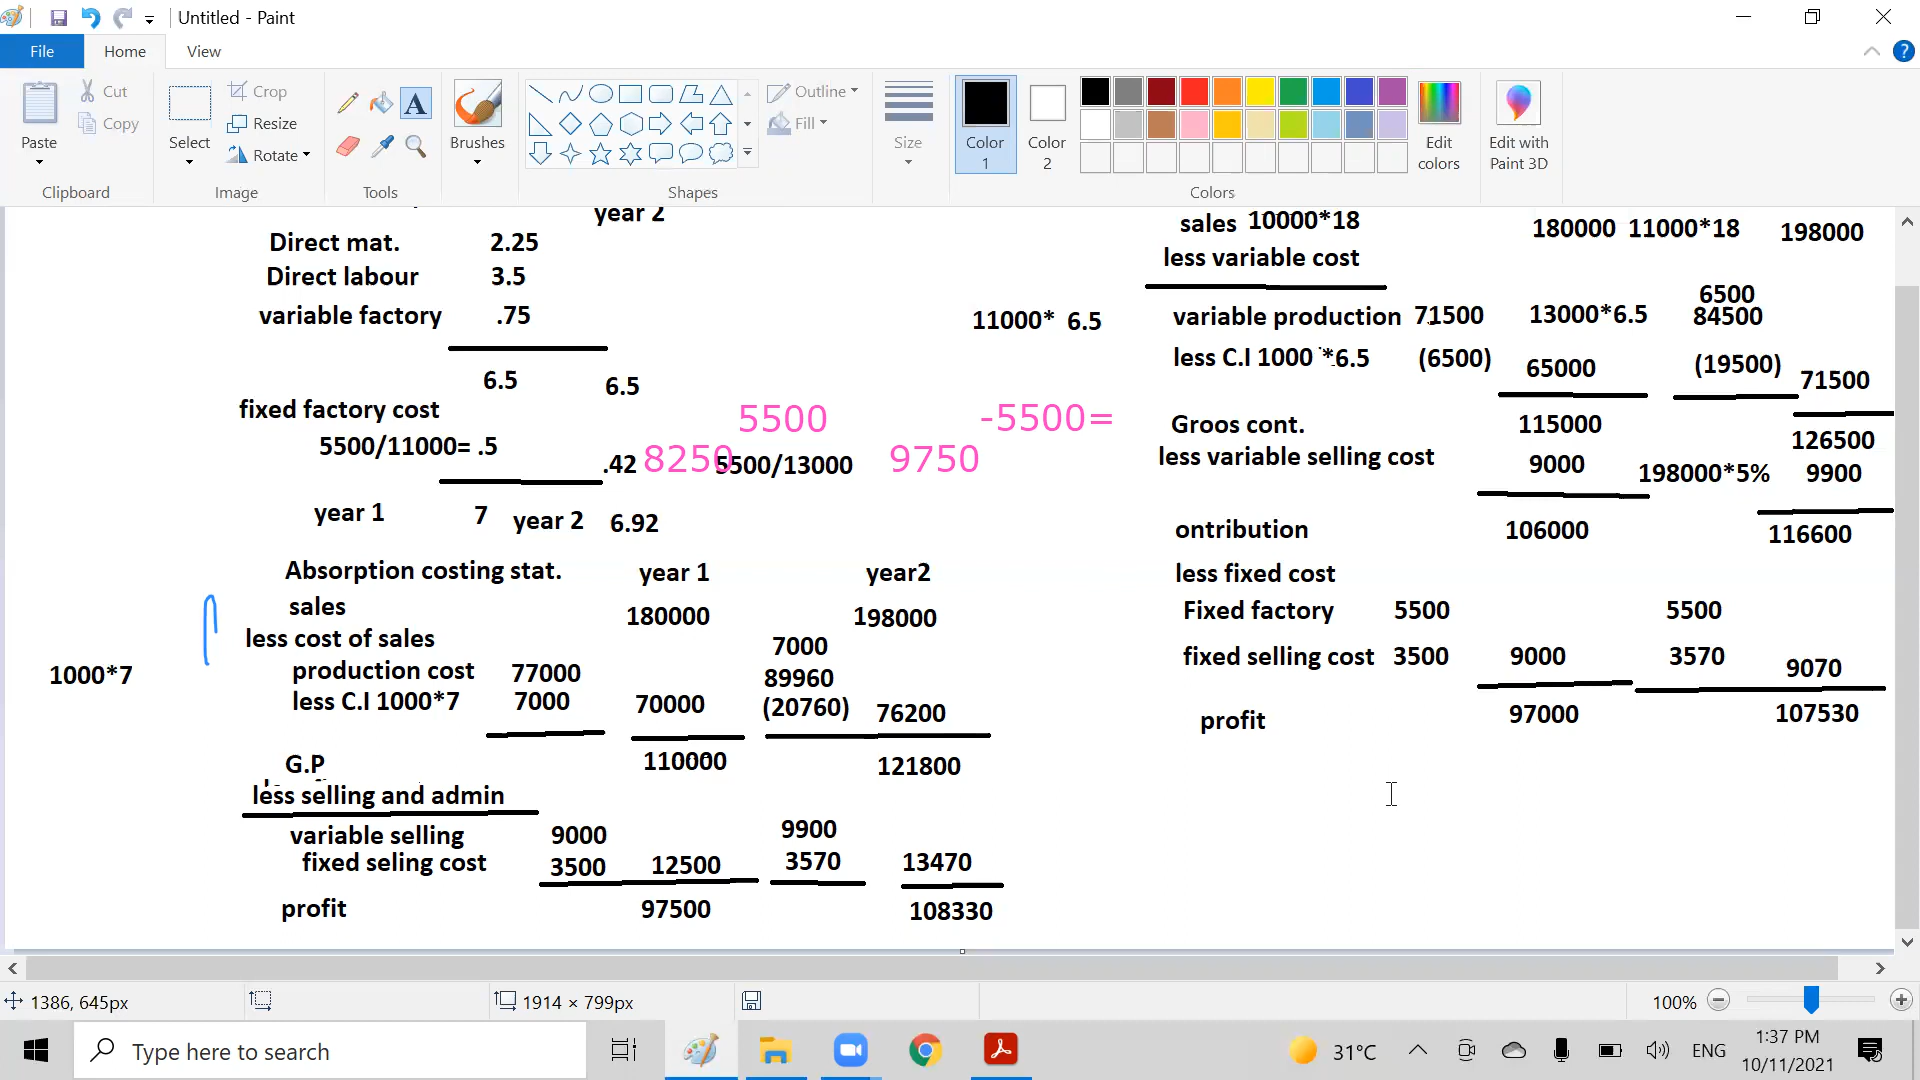 Untitled - Paint
File Home View
Paste
Cut
Copy
Clipboard
Select
Crop
Resize
Rotate
Image
Tools
Brushes
Shapes
Outline
Fill
Size
Color 1
Color 2
Edit colors
Colors
Edit with Paint 3D
year 2
Direct mat. 2.25
Direct labour 3.5
variable factory .75
6.5 6.5
fixed factory cost
5500/11000= .5
.42
8250
5500
5500/13000
9750
-5500=
11000* 6.5
year 1 7 year 2 6.92
Absorption costing stat. year 1 year2
sales 180000 198000
less cost of sales 7000
1000*7
production cost 77000 89960
less C.I 1000*7 7000 70000 (20760) 76200
G.P 110000 121800
less selling and admin
variable selling 9000 9900
fixed seling cost 3500 12500 3570 13470
profit 97500 108330
sales 10000*18 180000 11000*18 198000
less variable cost
6500
variable production 71500 13000*6.5 84500
less C.I 1000 *6.5 (6500) 65000 (19500) 71500
Groos cont. 115000 126500
less variable selling cost 9000 198000*5% 9900
ontribution 106000 116600
less fixed cost
Fixed factory 5500 5500
fixed selling cost 3500 9000 3570 9070
profit 97000 107530
1386, 645px
1914 × 799px
100%
Type here to search
31°C
ENG
1:37 PM
10/11/2021